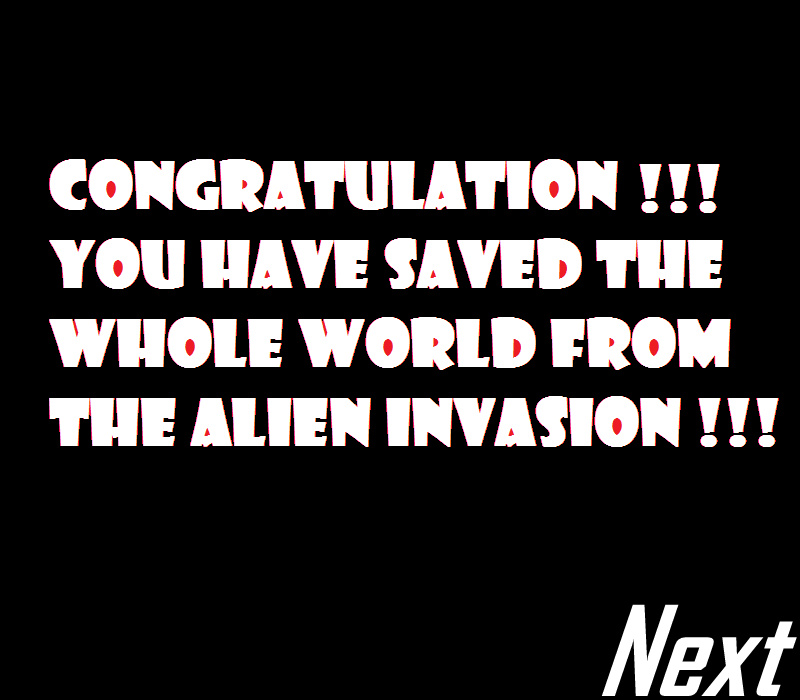 CONGRATULATION !!!
YOU HAVE SAVED THE
WHOLE WORLD FROM
THE ALIEN INVASION !!!
Next